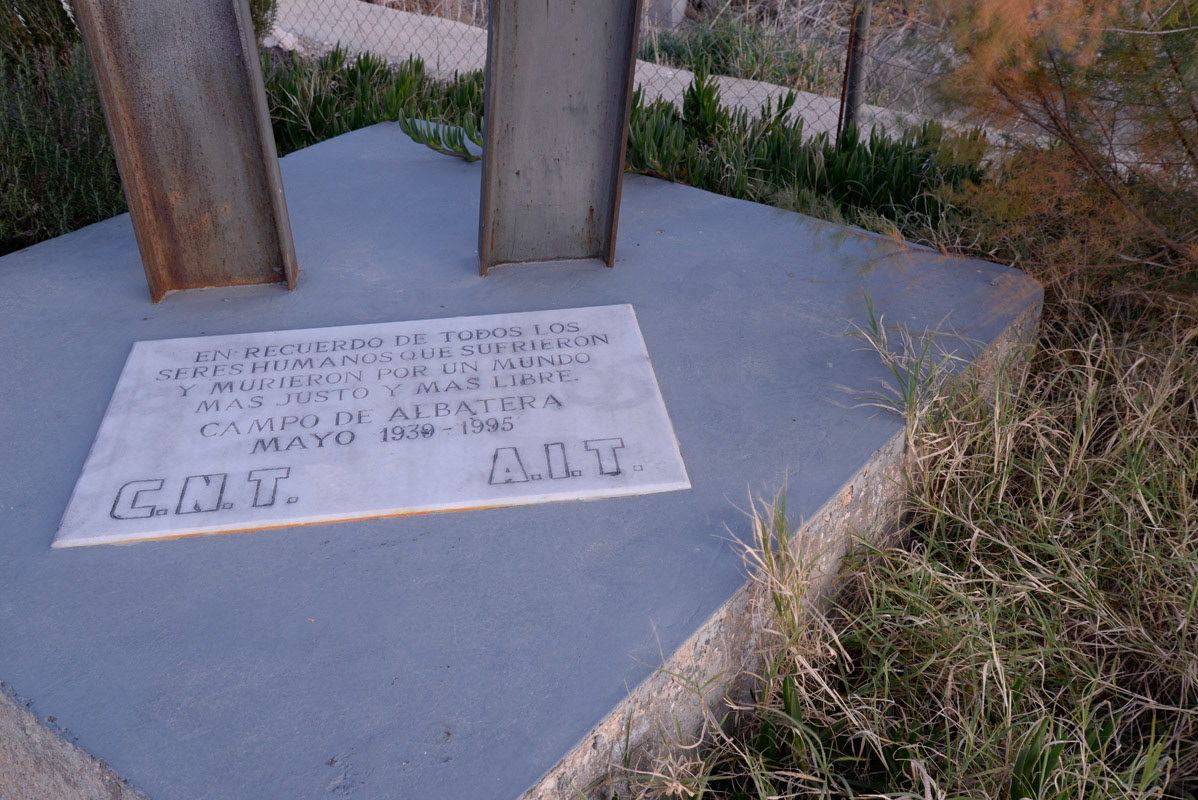 EN RECUERDO DE TODOS LOS
SERES HUMANOS QUE SUFRIERON
Y MURIERON POR UN MUNDO
MAS JUSTO Y MAS LIBRE.
CAMPO DE ALBATERA
MAYO 1939-1995
C.N.T. A.I.T.